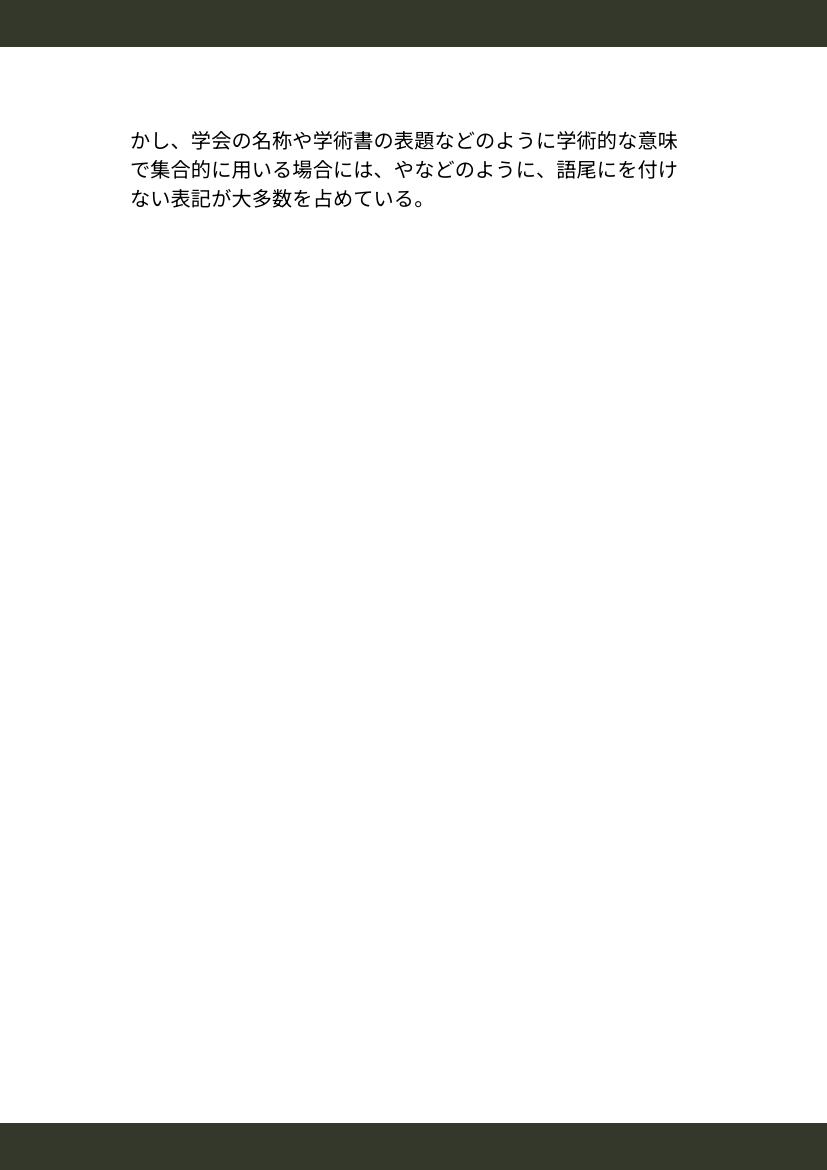 かし、学会の名称や学術書の表題などのように学術的な意味
で集合的に用いる場合には、やなどのように、語尾にを付け
ない表記が大多数を占めている。